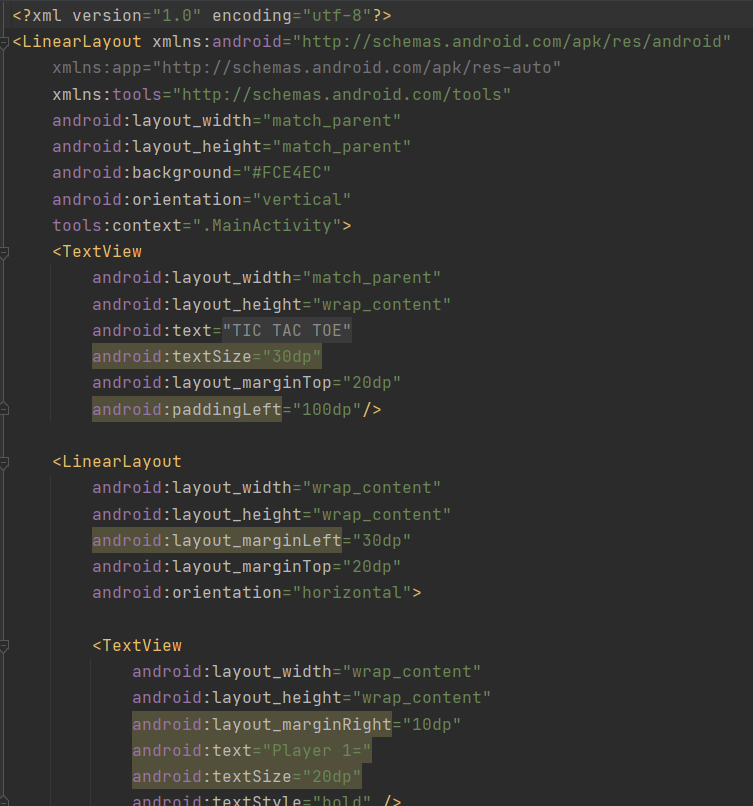 <?xml version="1.0" encoding="utf-8"?>
<LinearLayout xmlns:android="http://schemas.android.com/apk/res/android"
    xmlns:app="http://schemas.android.com/apk/res-auto"
    xmlns:tools="http://schemas.android.com/tools"
    android:layout_width="match_parent"
    android:layout_height="match_parent"
    android:background="#FCE4EC"
    android:orientation="vertical"
    tools:context=".MainActivity">
    <TextView
        android:layout_width="match_parent"
        android:layout_height="wrap_content"
        android:text="TIC TAC TOE"
        android:textSize="30dp"
        android:layout_marginTop="20dp"
        android:paddingLeft="100dp"/>

    <LinearLayout
        android:layout_width="wrap_content"
        android:layout_height="wrap_content"
        android:layout_marginLeft="30dp"
        android:layout_marginTop="20dp"
        android:orientation="horizontal">

        <TextView
            android:layout_width="wrap_content"
            android:layout_height="wrap_content"
            android:layout_marginRight="10dp"
            android:text="Player 1="
            android:textSize="20dp"
            android:textStyle="bold" />